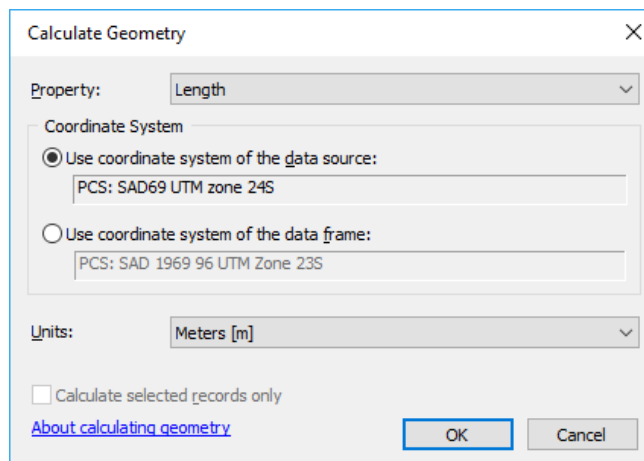 Calculate Geometry
Property: Length
Coordinate System
Use coordinate system of the data source:
PCS: SAD69 UTM zone 24S
Use coordinate system of the data frame:
PCS: SAD 1969 96 UTM Zone 23S
Units: Meters [m]
Calculate selected records only
About calculating geometry OK Cancel